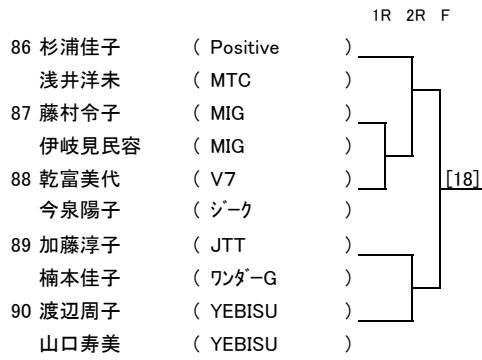 1R 2R F
86 杉浦佳子 ( Positive )
浅井洋未 ( MTC )
87 藤村令子 ( MIG )
伊岐見民容 ( MIG )
88 乾富美代 ( V7 ) [18]
今泉陽子 ( ｼﾞｰｸ )
89 加藤淳子 ( JTT )
楠本佳子 ( ﾜﾝﾀﾞｰG )
90 渡辺周子 ( YEBISU )
山口寿美 ( YEBISU )